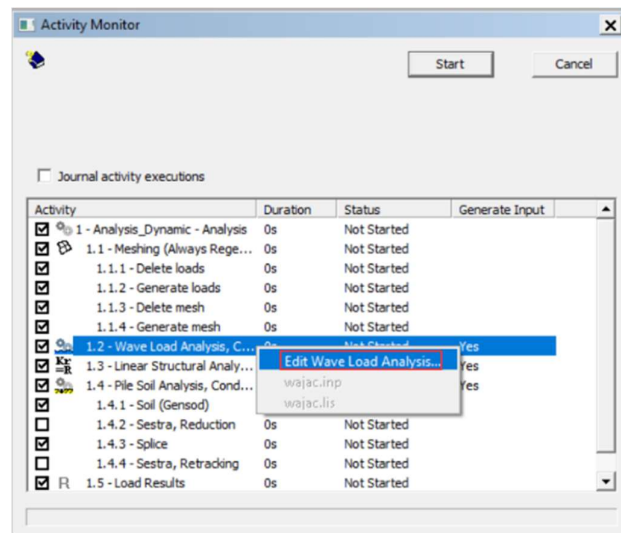 Activity Monitor
Start Cancel
Journal activity executions
Activity Duration Status Generate Input
1 - Analysis_Dynamic - Analysis 0s Not Started
1.1 - Meshing (Always Rege... 0s Not Started
1.1.1 - Delete loads 0s Not Started
1.1.2 - Generate loads 0s Not Started
1.1.3 - Delete mesh 0s Not Started
1.1.4 - Generate mesh 0s Not Started
1.2 - Wave Load Analysis, C... 0s Not Started Yes
Edit Wave Load Analysis...
1.3 - Linear Structural Analy... Yes
wajac.inp
1.4 - Pile Soil Analysis, Cond... Yes
wajac.lis
1.4.1 - Soil (Gensod)
1.4.2 - Sestra, Reduction 0s Not Started
1.4.3 - Splice 0s Not Started
1.4.4 - Sestra, Retracking 0s Not Started
R 1.5 - Load Results 0s Not Started